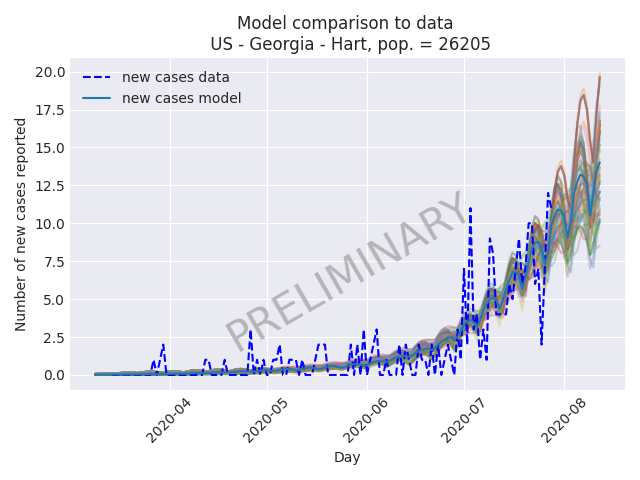 Model comparison to data
US - Georgia - Hart, pop. = 26205
new cases data
new cases model
Number of new cases reported
20.0
17.5
15.0
12.5
10.0
7.5
5.0
2.5
0.0
PRELIMINARY
2020-04
2020-05
2020-06
2020-07
2020-08
Day